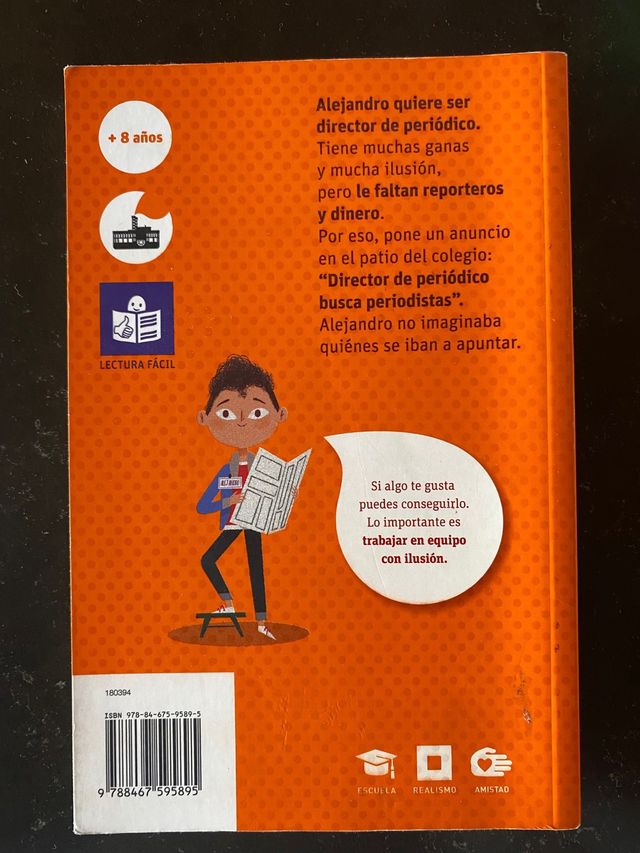 + 8 años
LECTURA FÁCIL
Alejandro quiere ser
director de periódico.
Tiene muchas ganas
y mucha ilusión,
pero le faltan reporteros
y dinero.
Por eso, pone un anuncio
en el patio del colegio:
“Director de periódico
busca periodistas”.
Alejandro no imaginaba
quiénes se iban a apuntar.
Si algo te gusta
puedes conseguirlo.
Lo importante es
trabajar en equipo
con ilusión.
180394
ISBN 978-84-675-9589-5
9 788467 595895
ESCUELA
REALISMO
AMISTAD